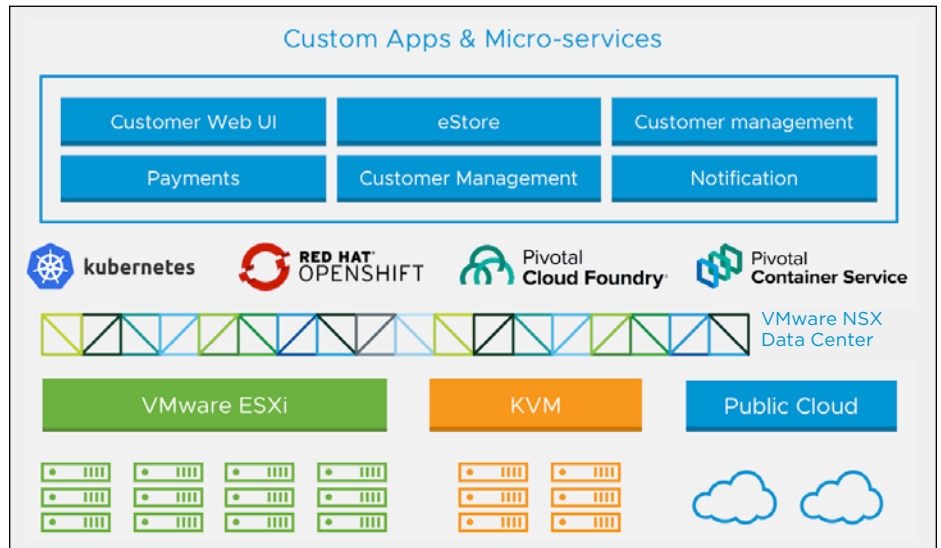 Custom Apps & Micro-services
Customer Web UI
eStore
Customer management
Payments
Customer Management
Notification
kubernetes
RED HAT®
OPENSHIFT
Pivotal
Cloud Foundry®
Pivotal
Container Service
VMware NSX
Data Center
VMware ESXi
KVM
Public Cloud